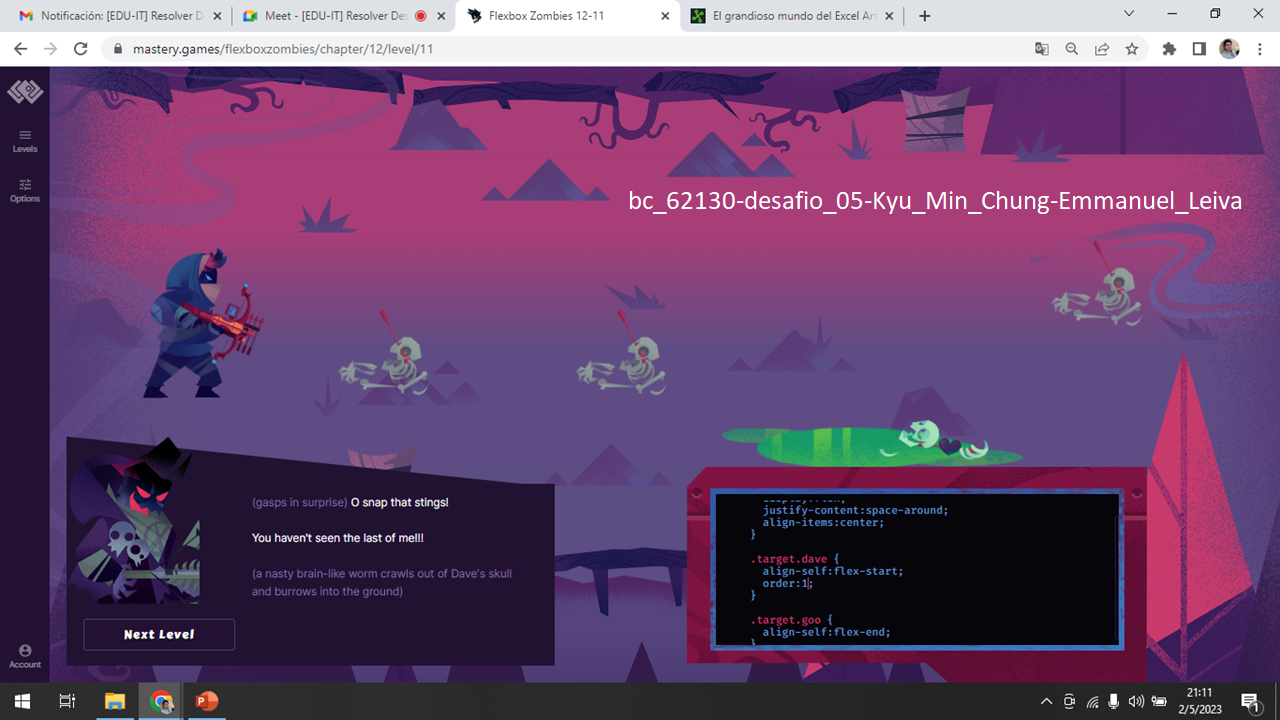 Notificación: [EDU-IT] Resolver D
Meet - [EDU-IT] Resolver Des
Flexbox Zombies 12-11
El grandioso mundo del Excel Art
mastery.games/flexboxzombies/chapter/12/level/11
Levels
Options
bc_62130-desafio_05-Kyu_Min_Chung-Emmanuel_Leiva
(gasps in surprise) O snap that stings!
You haven't seen the last of me!!!
(a nasty brain-like worm crawls out of Dave's skull
and burrows into the ground)
Next Level
justify-content:space-around;
align-items:center;
}
.target.dave {
align-self:flex-start;
order:1;
}
.target.goo {
align-self:flex-end;
Account
21:11
2/5/2023
1